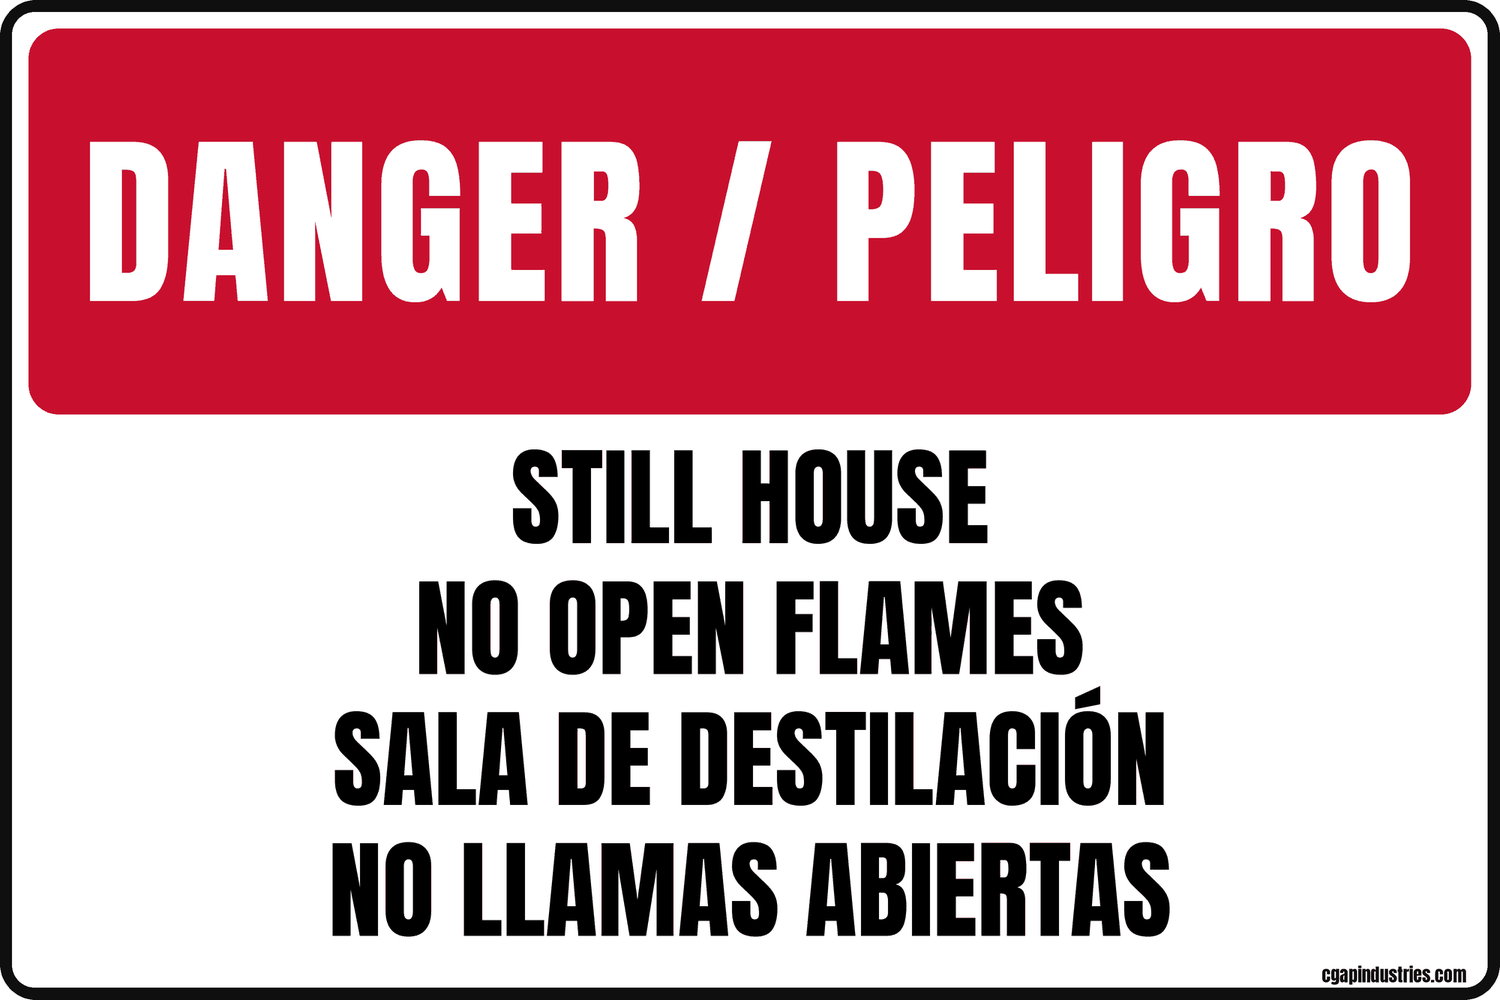 DANGER / PELIGRO
STILL HOUSE
NO OPEN FLAMES
SALA DE DESTILACIÓN
NO LLAMAS ABIERTAS
cgapindustries.com